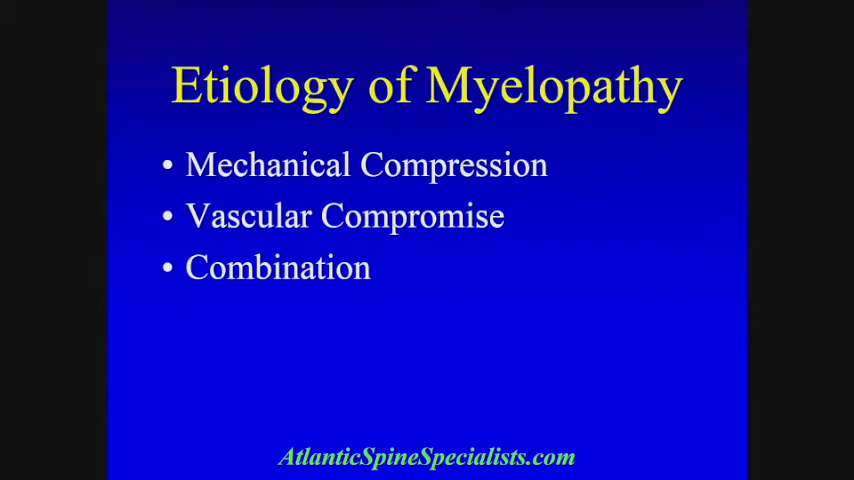 Etiology of Myelopathy
• Mechanical Compression
• Vascular Compromise
• Combination
AtlanticSpineSpecialists.com